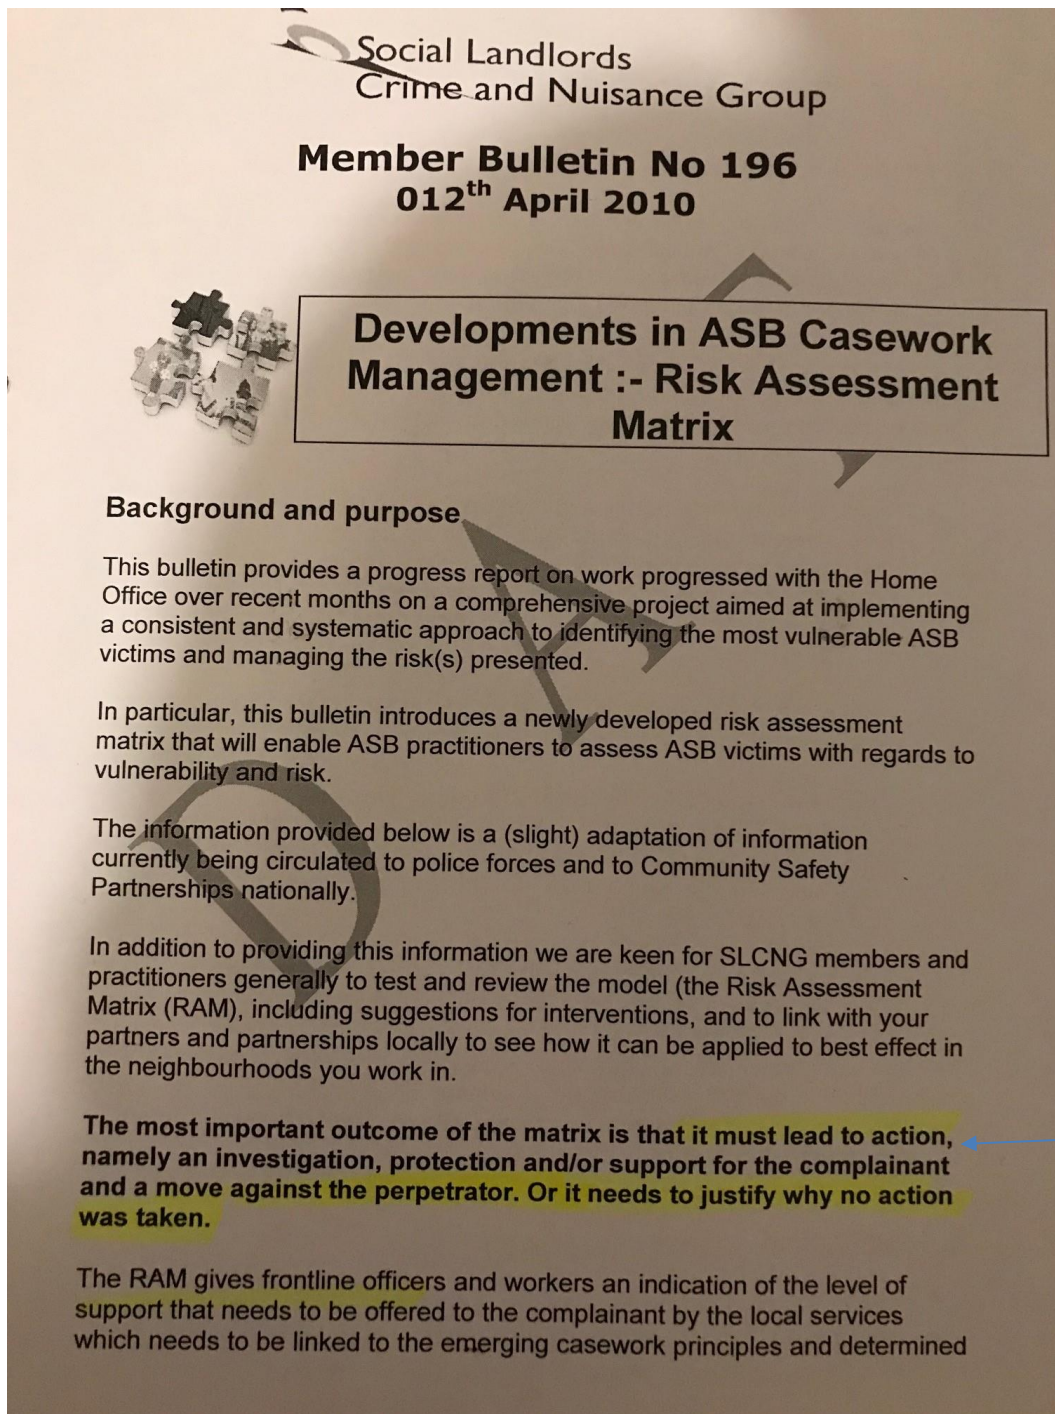 Social Landlords
Crime and Nuisance Group
Member Bulletin No 196
012th April 2010
Developments in ASB Casework
Management :- Risk Assessment
Matrix
Background and purpose
This bulletin provides a progress report on work progressed with the Home
Office over recent months on a comprehensive project aimed at implementing
a consistent and systematic approach to identifying the most vulnerable ASB
victims and managing the risk(s) presented.
In particular, this bulletin introduces a newly developed risk assessment
matrix that will enable ASB practitioners to assess ASB victims with regards to
vulnerability and risk.
The information provided below is a (slight) adaptation of information
currently being circulated to police forces and to Community Safety
Partnerships nationally.
In addition to providing this information we are keen for SLCNG members and
practitioners generally to test and review the model (the Risk Assessment
Matrix (RAM), including suggestions for interventions, and to link with your
partners and partnerships locally to see how it can be applied to best effect in
the neighbourhoods you work in.
The most important outcome of the matrix is that it must lead to action,
namely an investigation, protection and/or support for the complainant
and a move against the perpetrator. Or it needs to justify why no action
was taken.
The RAM gives frontline officers and workers an indication of the level of
support that needs to be offered to the complainant by the local services
which needs to be linked to the emerging casework principles and determined